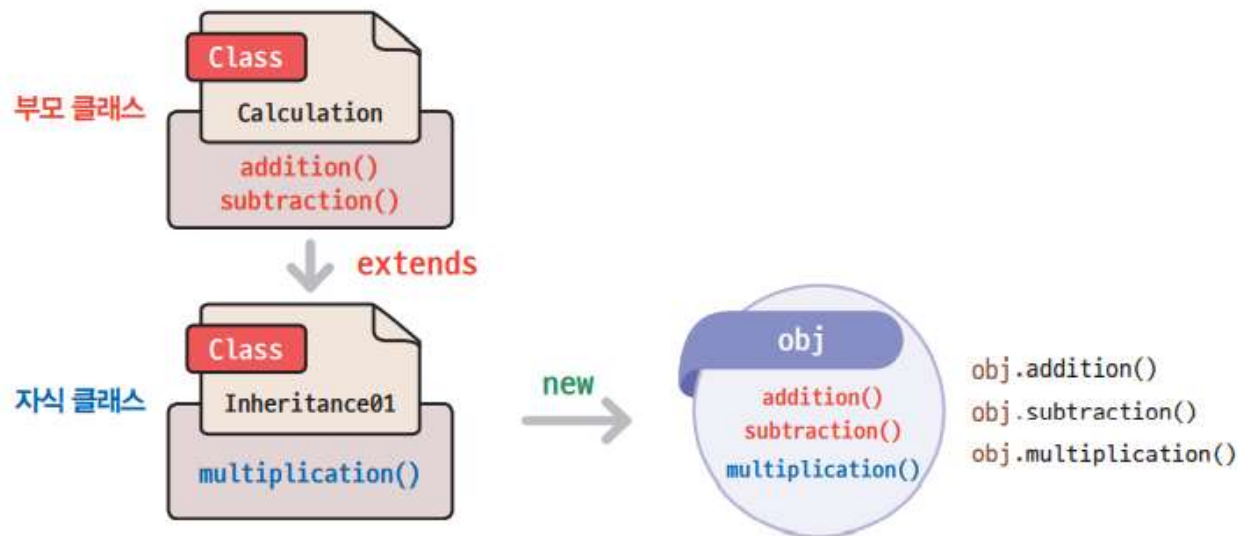 Class
부모 클래스
Calculation
addition()
subtraction()
extends
Class
자식 클래스
Inheritance01
multiplication()
new
obj
addition()
subtraction()
multiplication()
obj.addition()
obj.subtraction()
obj.multiplication()